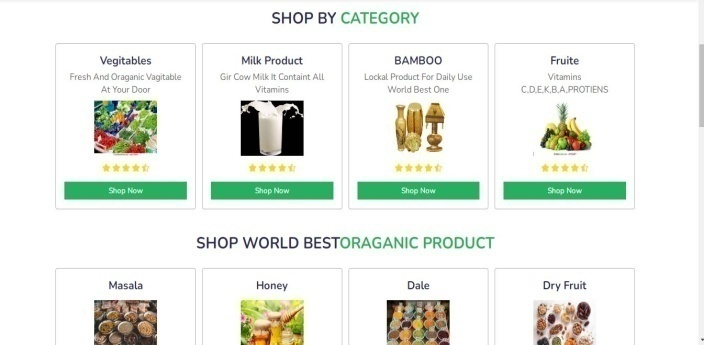 SHOP BY CATEGORY
Vegitables
Fresh And Oraganic Vagitable
At Your Door
Shop Now
Milk Product
Gir Cow Milk It Containt All
Vitamins
Shop Now
BAMBOO
Lockal Product For Daily Use
World Best One
Shop Now
Fruite
Vitamins
C,D,E,K,B,A,PROTIENS
Shop Now
SHOP WORLD BESTORAGANIC PRODUCT
Masala
Honey
Dale
Dry Fruit